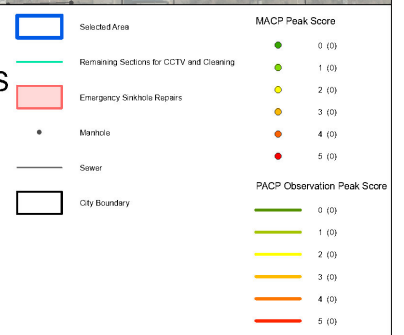 S
Selected Area
Remaining Sections for CCTV and Cleaning
Emergency Sinkhole Repairs
Manhole
Sewer
City Boundary
MACP Peak Score
0 (0)
1 (0)
2 (0)
3 (0)
4 (0)
5 (0)
PACP Observation Peak Score
0 (0)
1 (0)
2 (0)
3 (0)
4 (0)
5 (0)